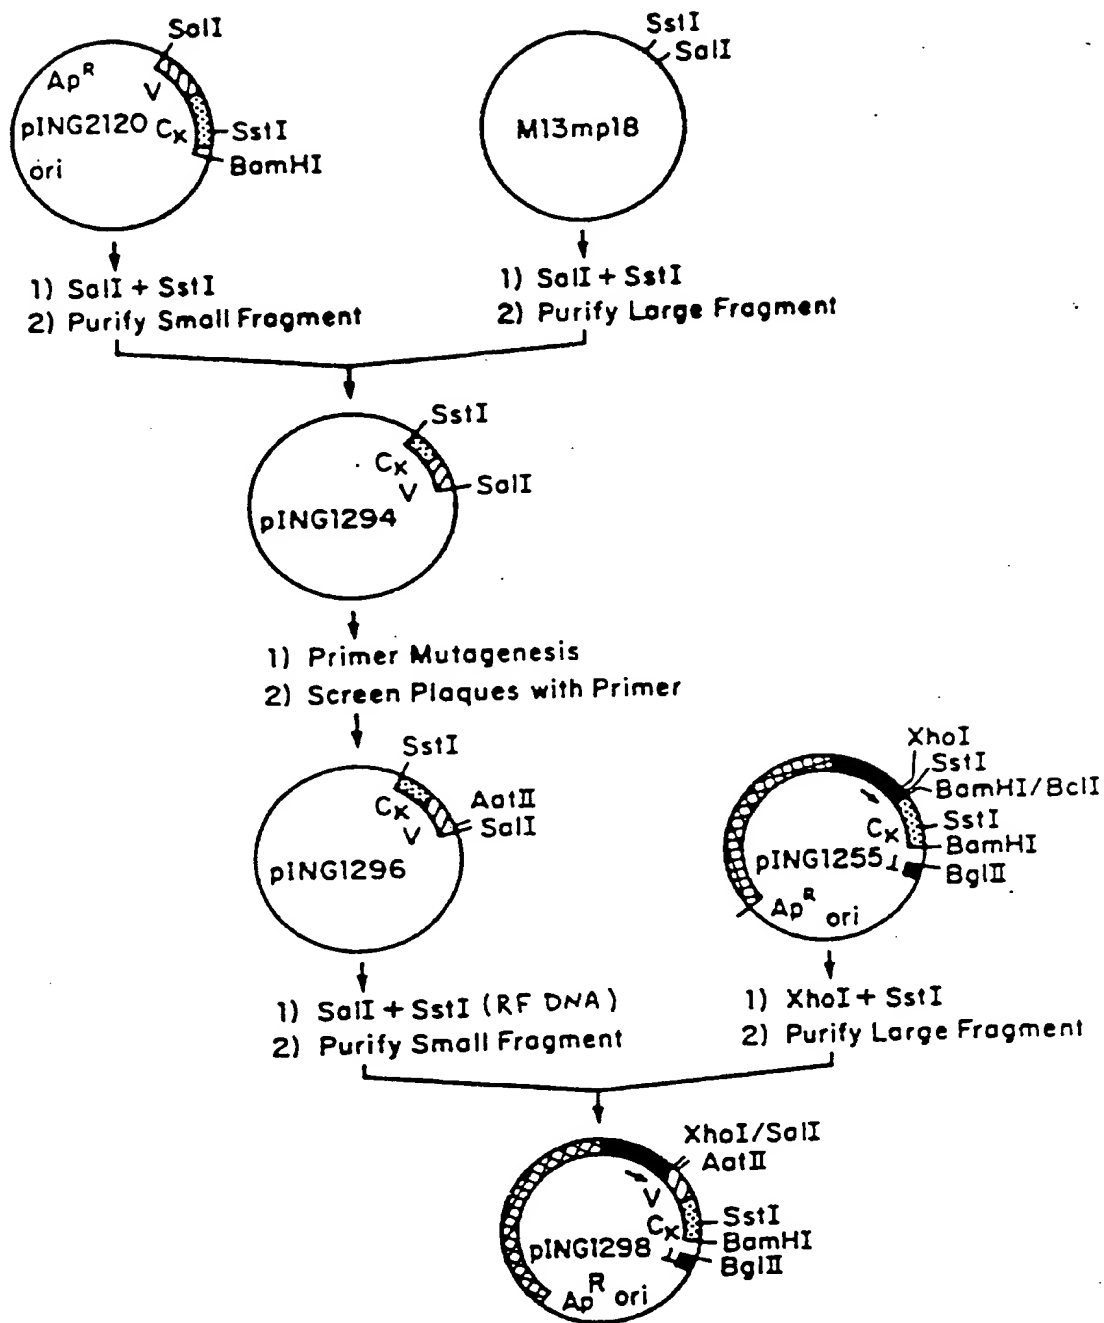 SalI
Ap^R
V
pING2120
Cκ
SstI
ori
BamHI
SstI
SalI
M13mp18
1) SalI + SstI
2) Purify Small Fragment
1) SalI + SstI
2) Purify Large Fragment
SstI
Cκ
V
SalI
pING1294
1) Primer Mutagenesis
2) Screen Plaques with Primer
SstI
Cκ
AatII
V
SalI
pING1296
XhoI
SstI
BamHI/BclI
Cκ
SstI
BamHI
pING1255
BglII
Ap^R
ori
1) SalI + SstI (RF DNA)
2) Purify Small Fragment
1) XhoI + SstI
2) Purify Large Fragment
XhoI/SalI
AatII
V
Cκ
SstI
BamHI
pING1298
BglII
Ap^R ori